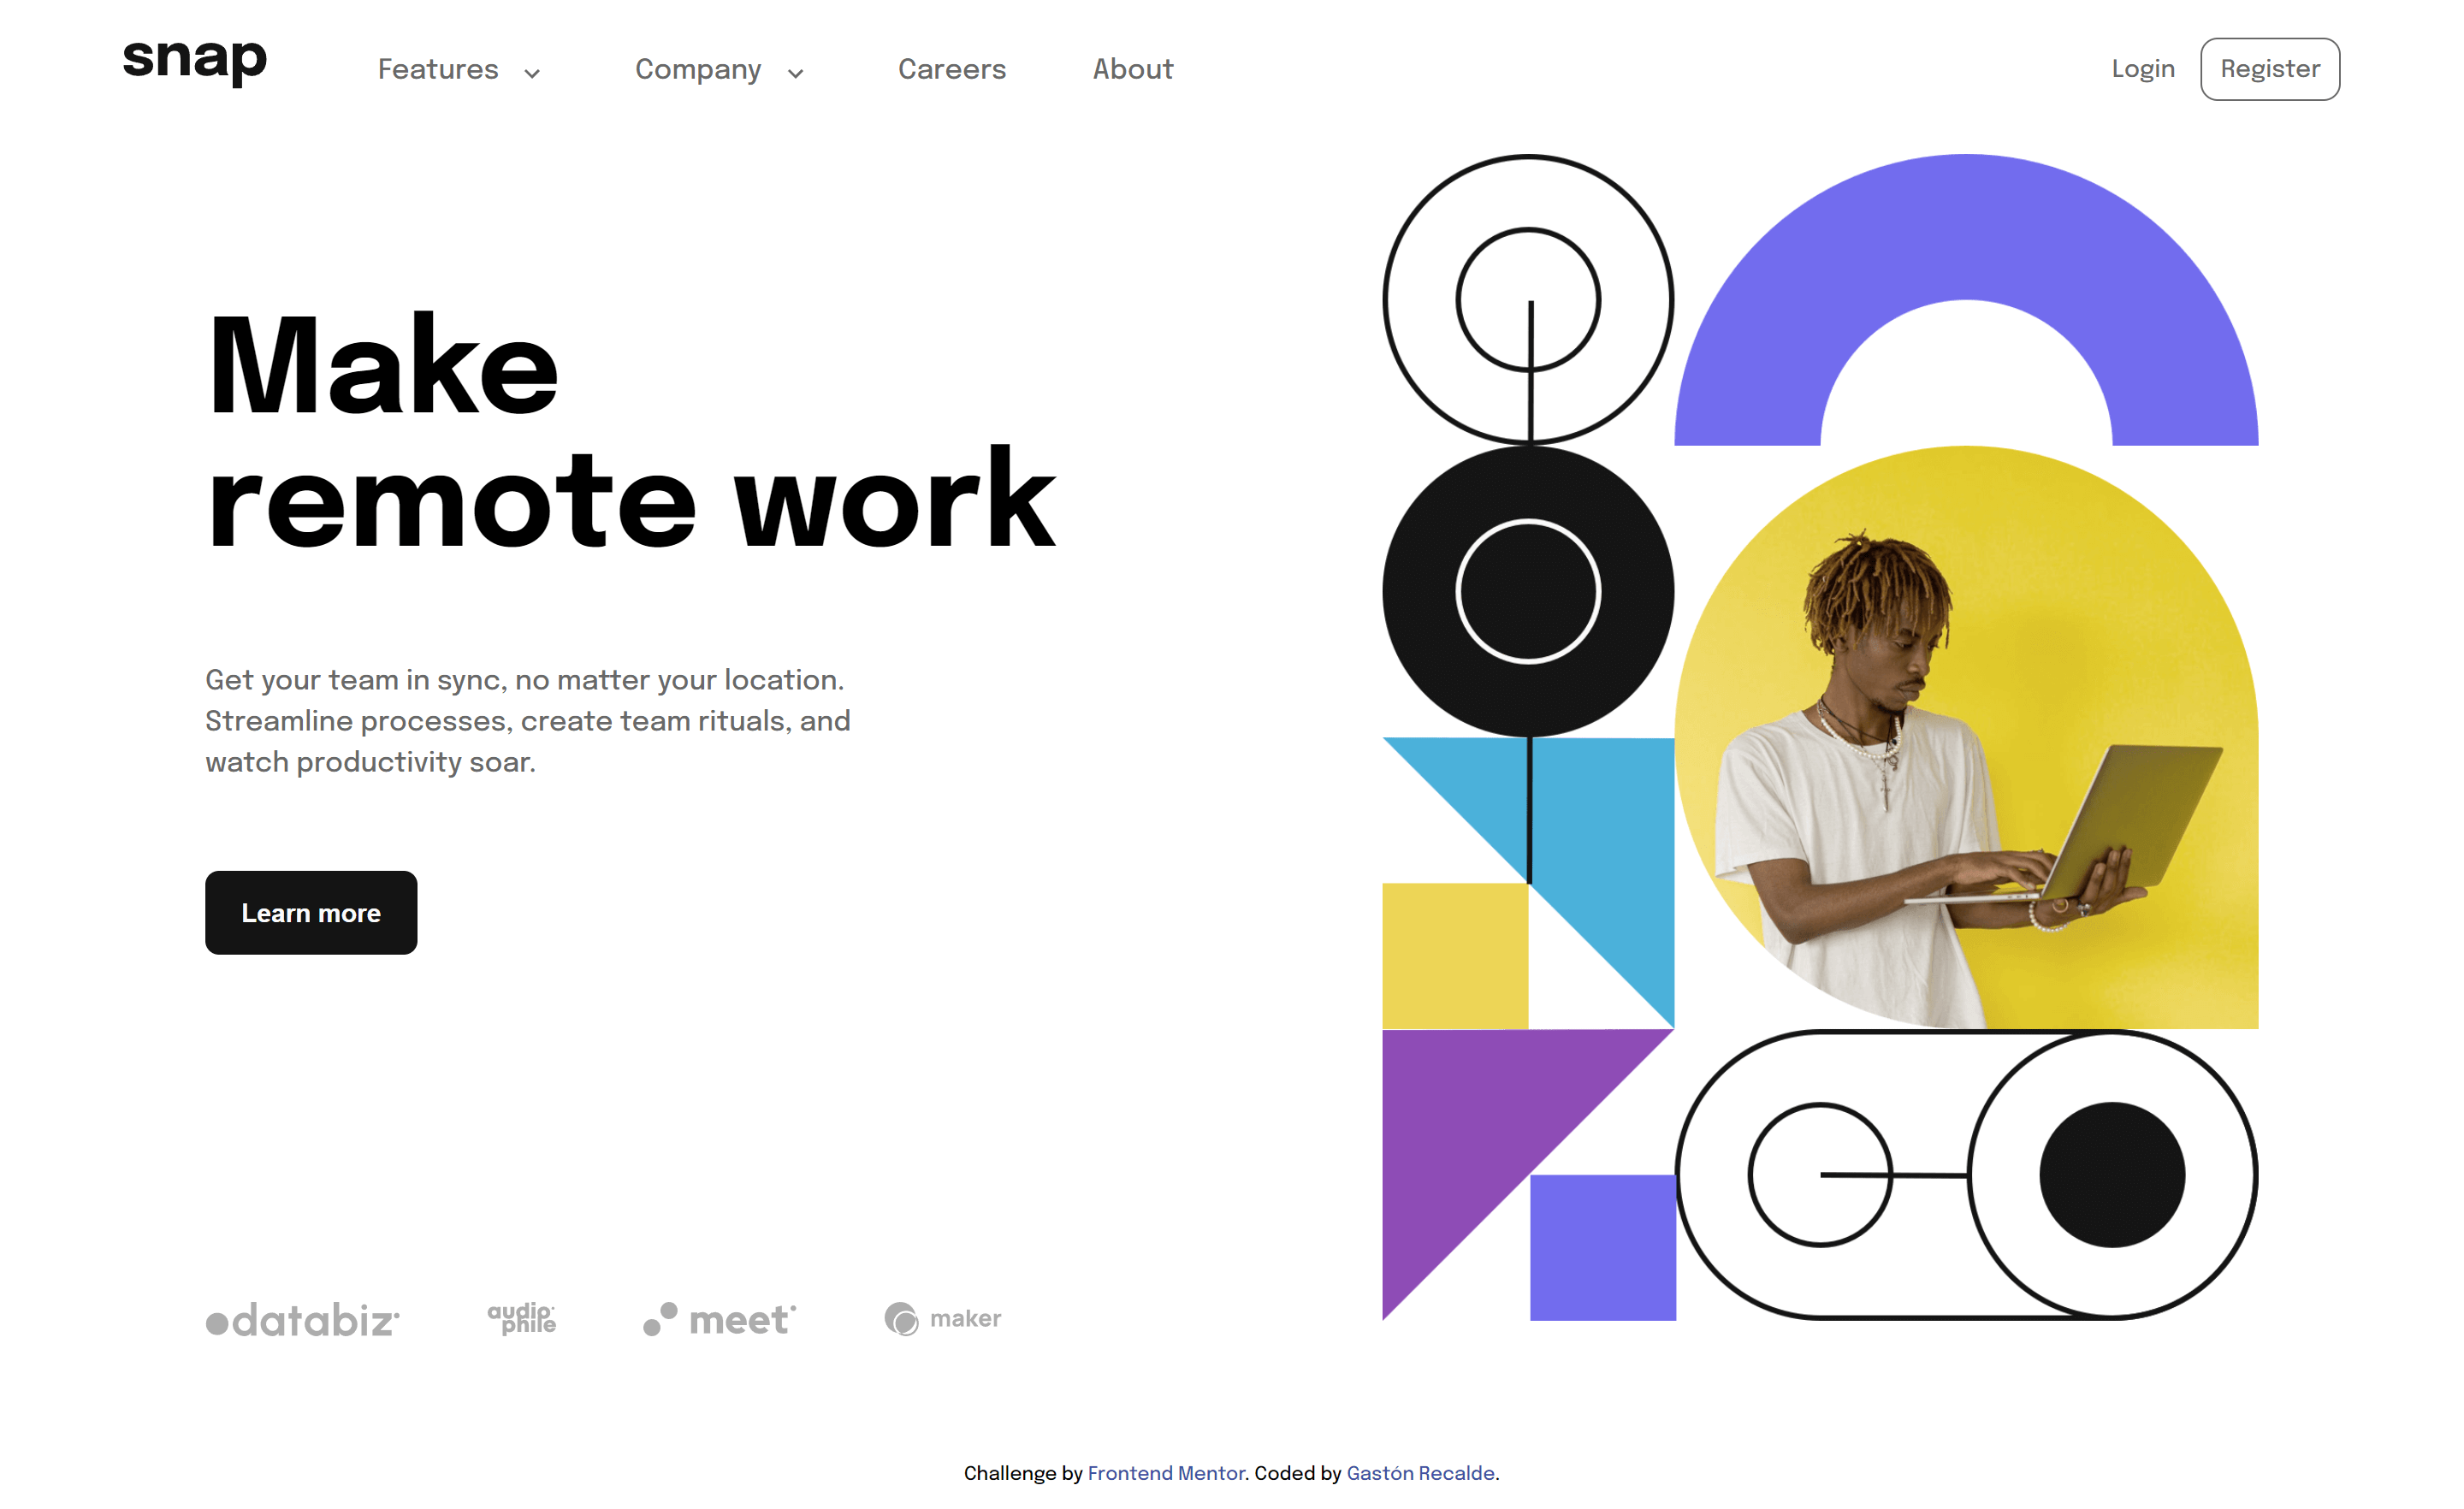 snap
Features
Company
Careers
About
Login
Register
Make
remote work
Get your team in sync, no matter your location.
Streamline processes, create team rituals, and
watch productivity soar.
Learn more
databiz
audio
phile
meet
maker
Challenge by Frontend Mentor. Coded by Gastón Recalde.